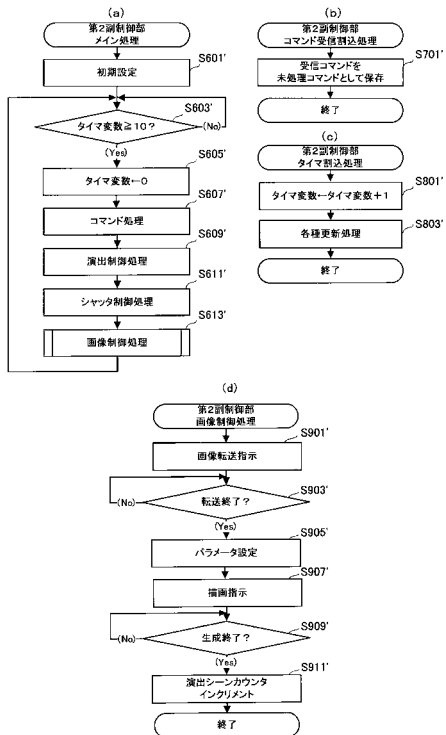 (a)
第2副制御部
メイン処理
S601'
初期設定
S603'
タイマ変数≧10?
(No)
(Yes)
S605'
タイマ変数←0
S607'
コマンド処理
S609'
演出制御処理
S611'
シャッタ制御処理
S613'
画像制御処理
(b)
第2副制御部
コマンド受信割込処理
S701'
受信コマンドを
未処理コマンドとして保存
終了
(c)
第2副制御部
タイマ割込処理
S801'
タイマ変数←タイマ変数+1
S803'
各種更新処理
終了
(d)
第2副制御部
画像制御処理
S901'
画像転送指示
S903'
転送終了?
(No)
(Yes)
S905'
パラメータ設定
S907'
描画指示
S909'
生成終了?
(No)
(Yes)
S911'
演出シーンカウンタ
インクリメント
終了